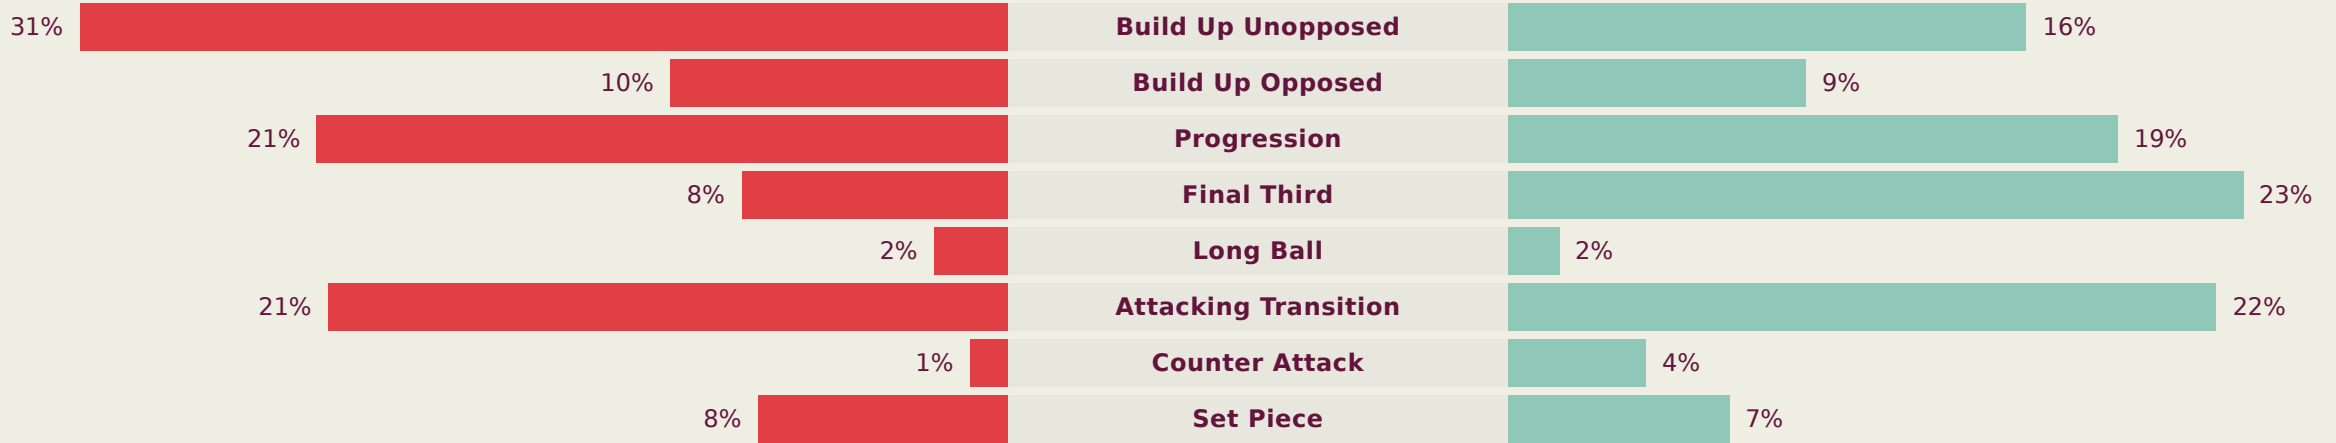 31% Build Up Unopposed 16%
10% Build Up Opposed 9%
21% Progression 19%
8% Final Third 23%
2% Long Ball 2%
21% Attacking Transition 22%
1% Counter Attack 4%
8% Set Piece 7%